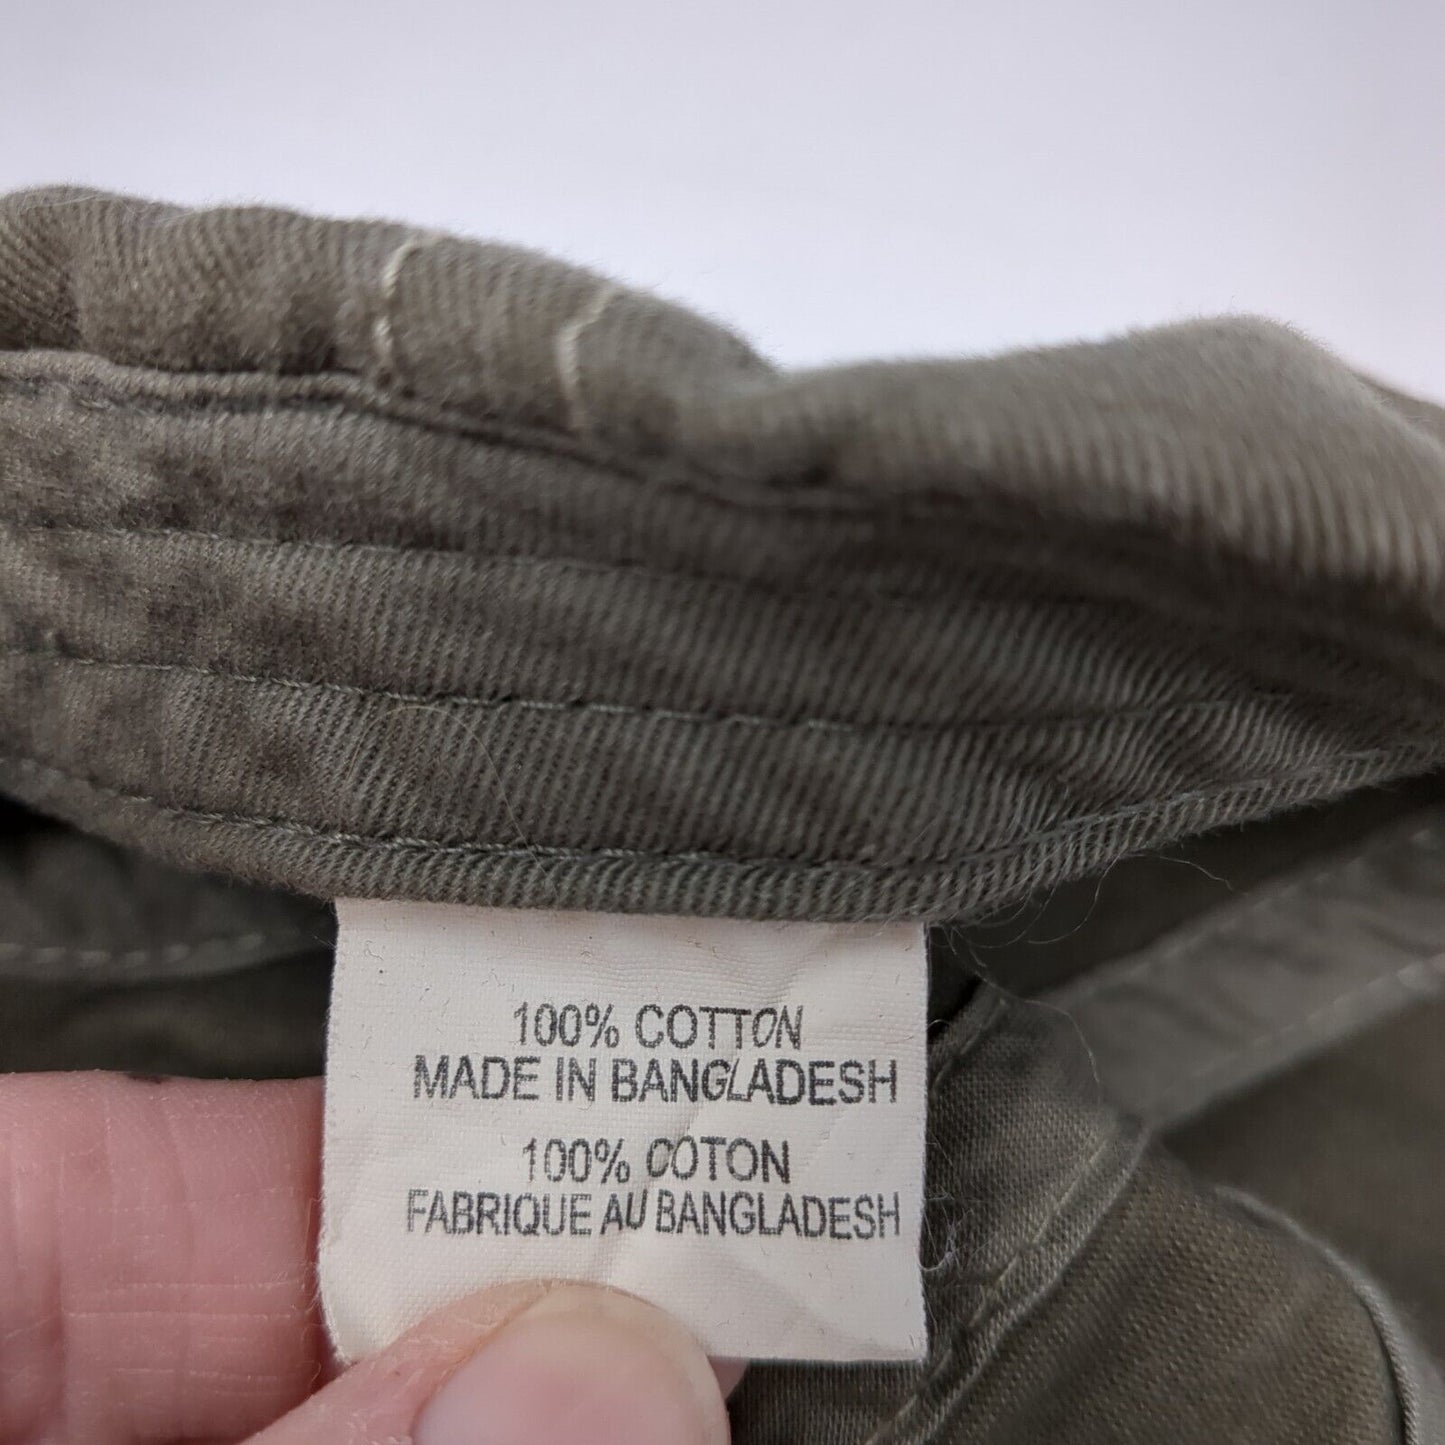 100% COTTON
MADE IN BANGLADESH
100% COTON
FABRIQUE AU BANGLADESH